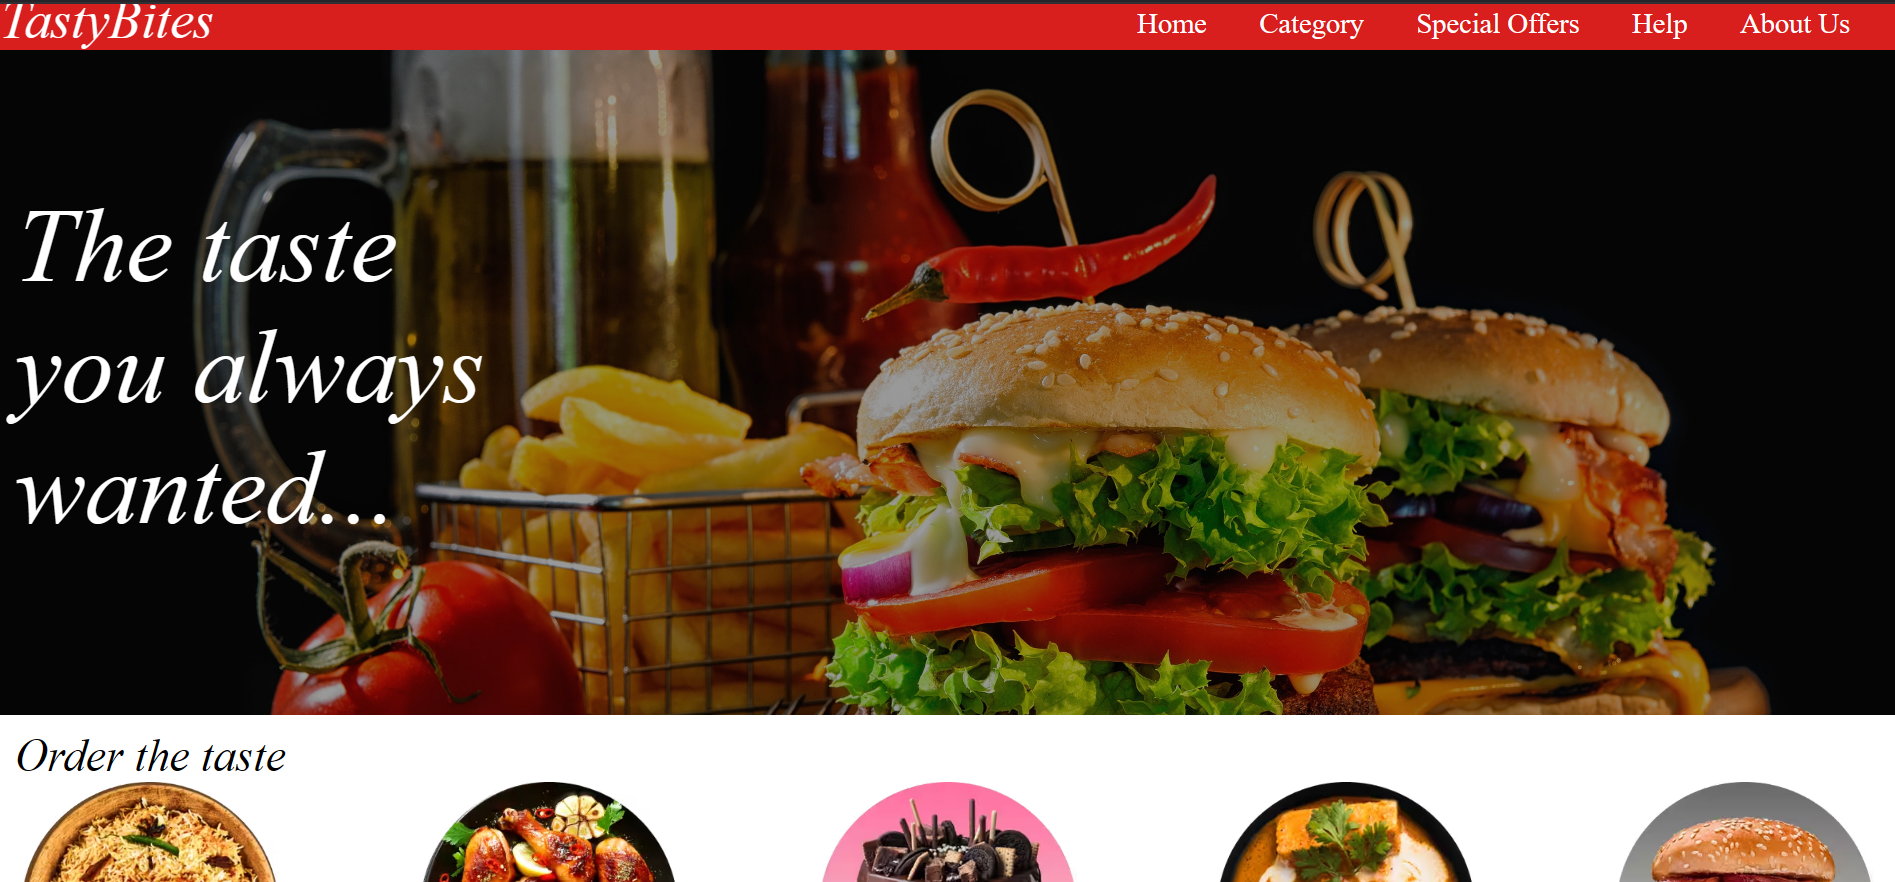 TastyBites
Home Category Special Offers Help About Us
The taste
you always
wanted...
Order the taste